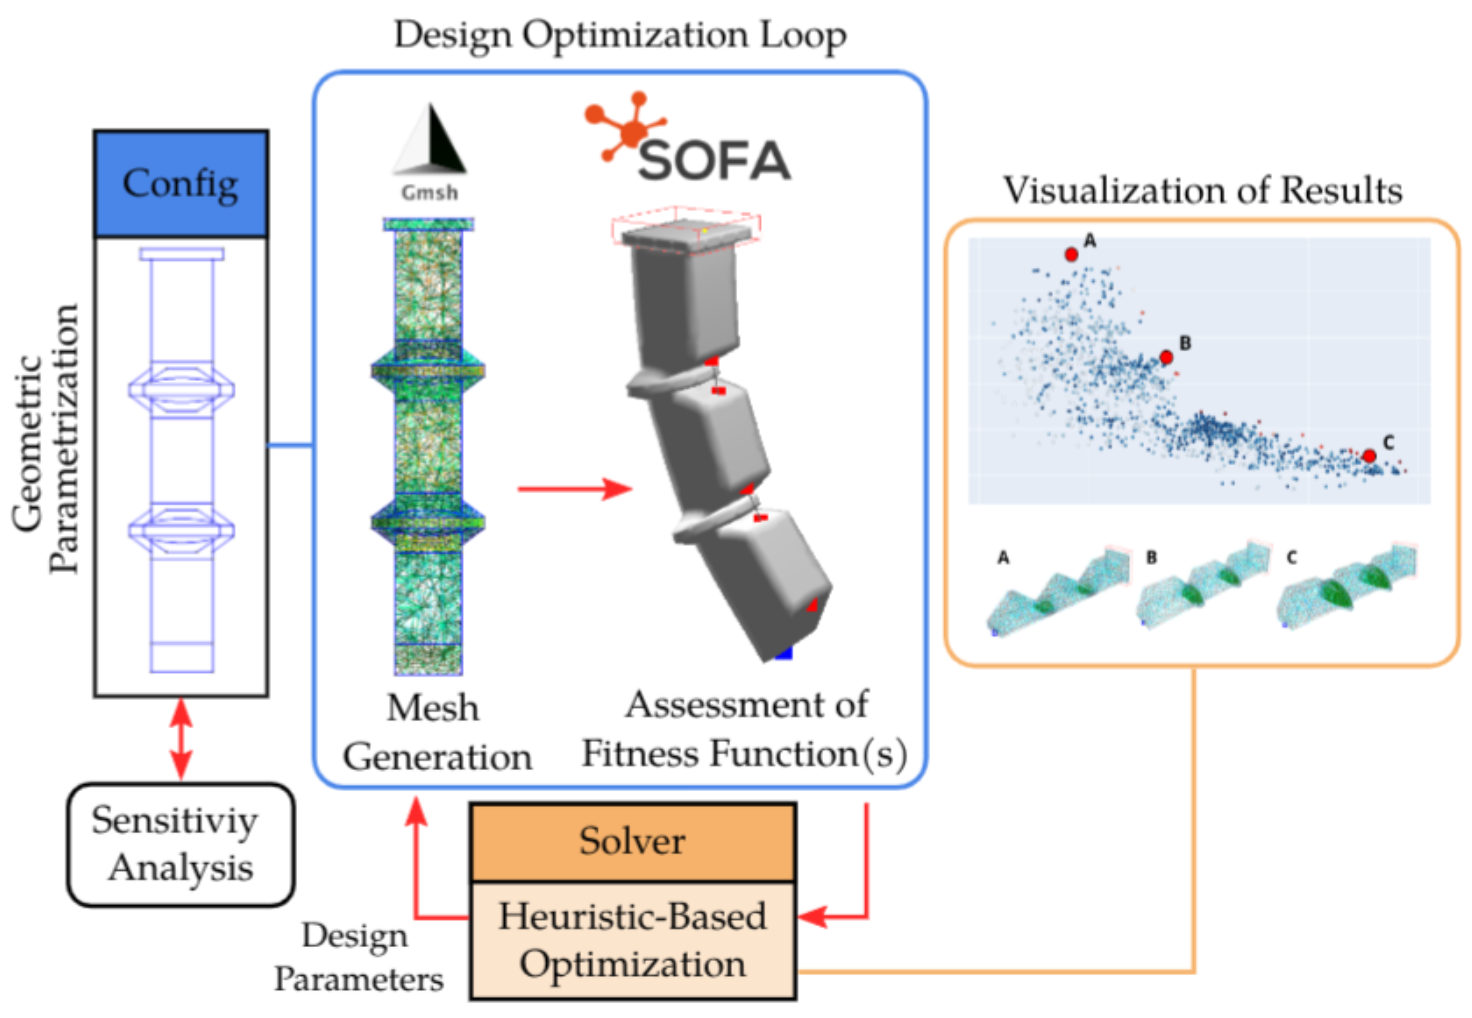 Design Optimization Loop
Config
Geometric
Parametrization
Gmsh
SOFA
Mesh
Generation
Assessment of
Fitness Function(s)
Sensitiviy
Analysis
Solver
Heuristic-Based
Optimization
Design
Parameters
Visualization of Results
A
B
C
A
B
C